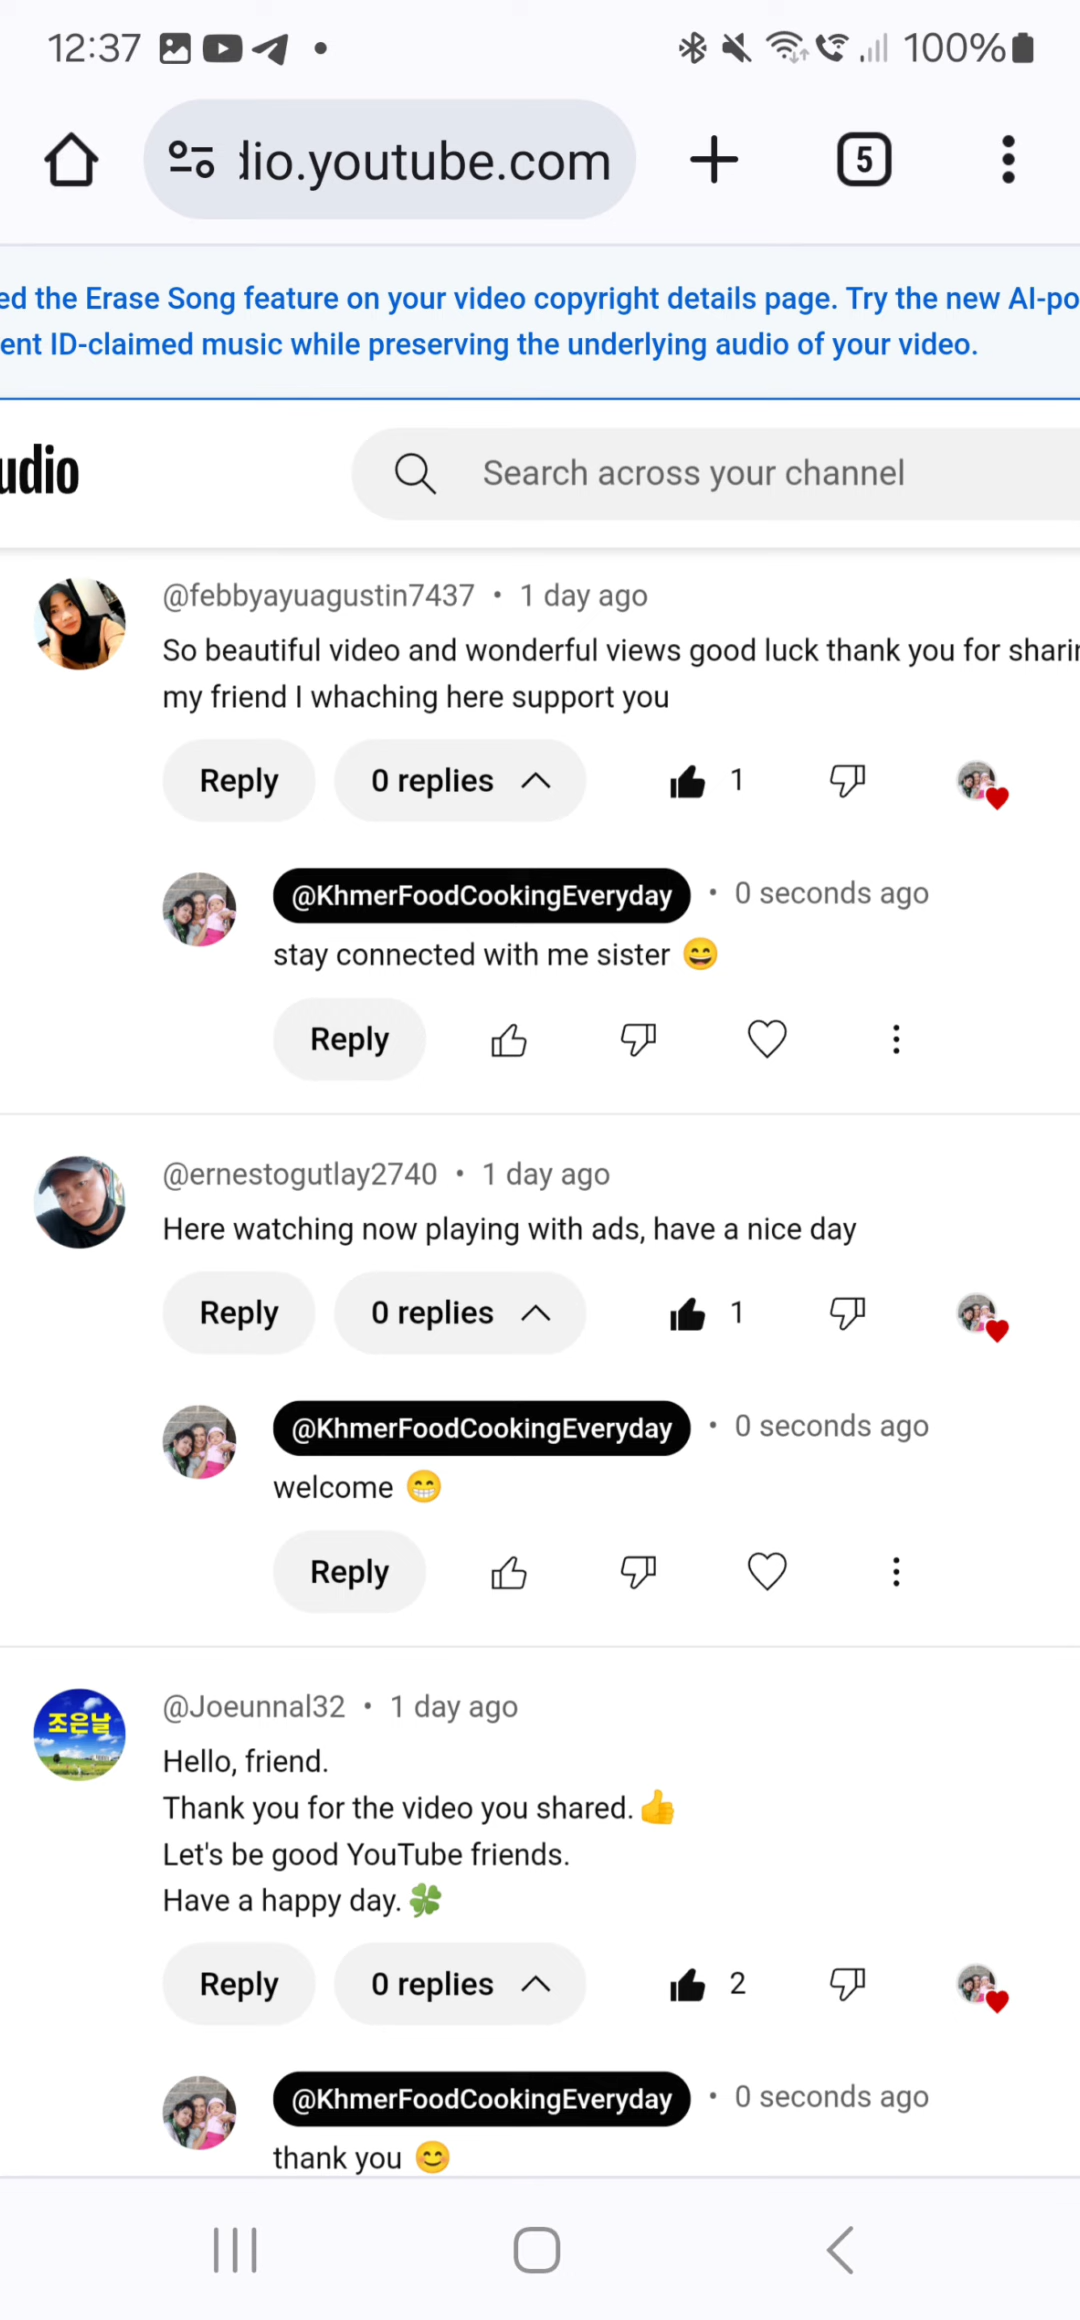 12:37
100%
dio.youtube.com
5
ed the Erase Song feature on your video copyright details page. Try the new AI-po
ent ID-claimed music while preserving the underlying audio of your video.
udio
Search across your channel
@febbyayuagustin7437 • 1 day ago
So beautiful video and wonderful views good luck thank you for sharin
my friend I whaching here support you
Reply
0 replies
1
@KhmerFoodCookingEveryday • 0 seconds ago
stay connected with me sister 😄
Reply
@ernestogutlay2740 • 1 day ago
Here watching now playing with ads, have a nice day
Reply
0 replies
1
@KhmerFoodCookingEveryday • 0 seconds ago
welcome 😁
Reply
조은날
@Joeunnal32 • 1 day ago
Hello, friend.
Thank you for the video you shared.👍
Let's be good YouTube friends.
Have a happy day.🍀
Reply
0 replies
2
@KhmerFoodCookingEveryday • 0 seconds ago
thank you 😊